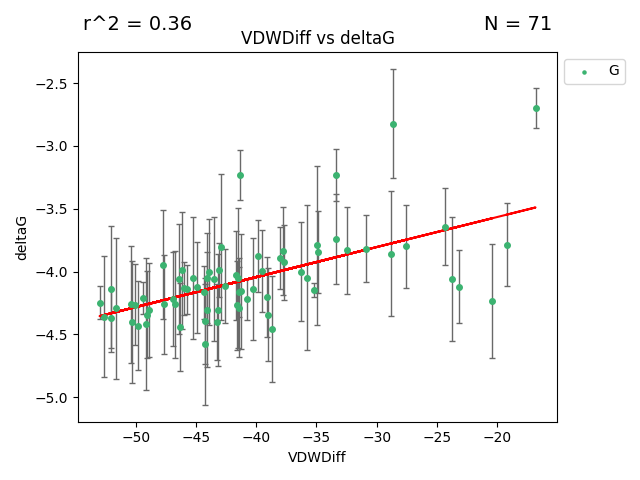 r^2 = 0.36
N = 71
VDWDiff vs deltaG
G
deltaG
−2.5
−3.0
−3.5
−4.0
−4.5
−5.0
−50 −45 −40 −35 −30 −25 −20
VDWDiff